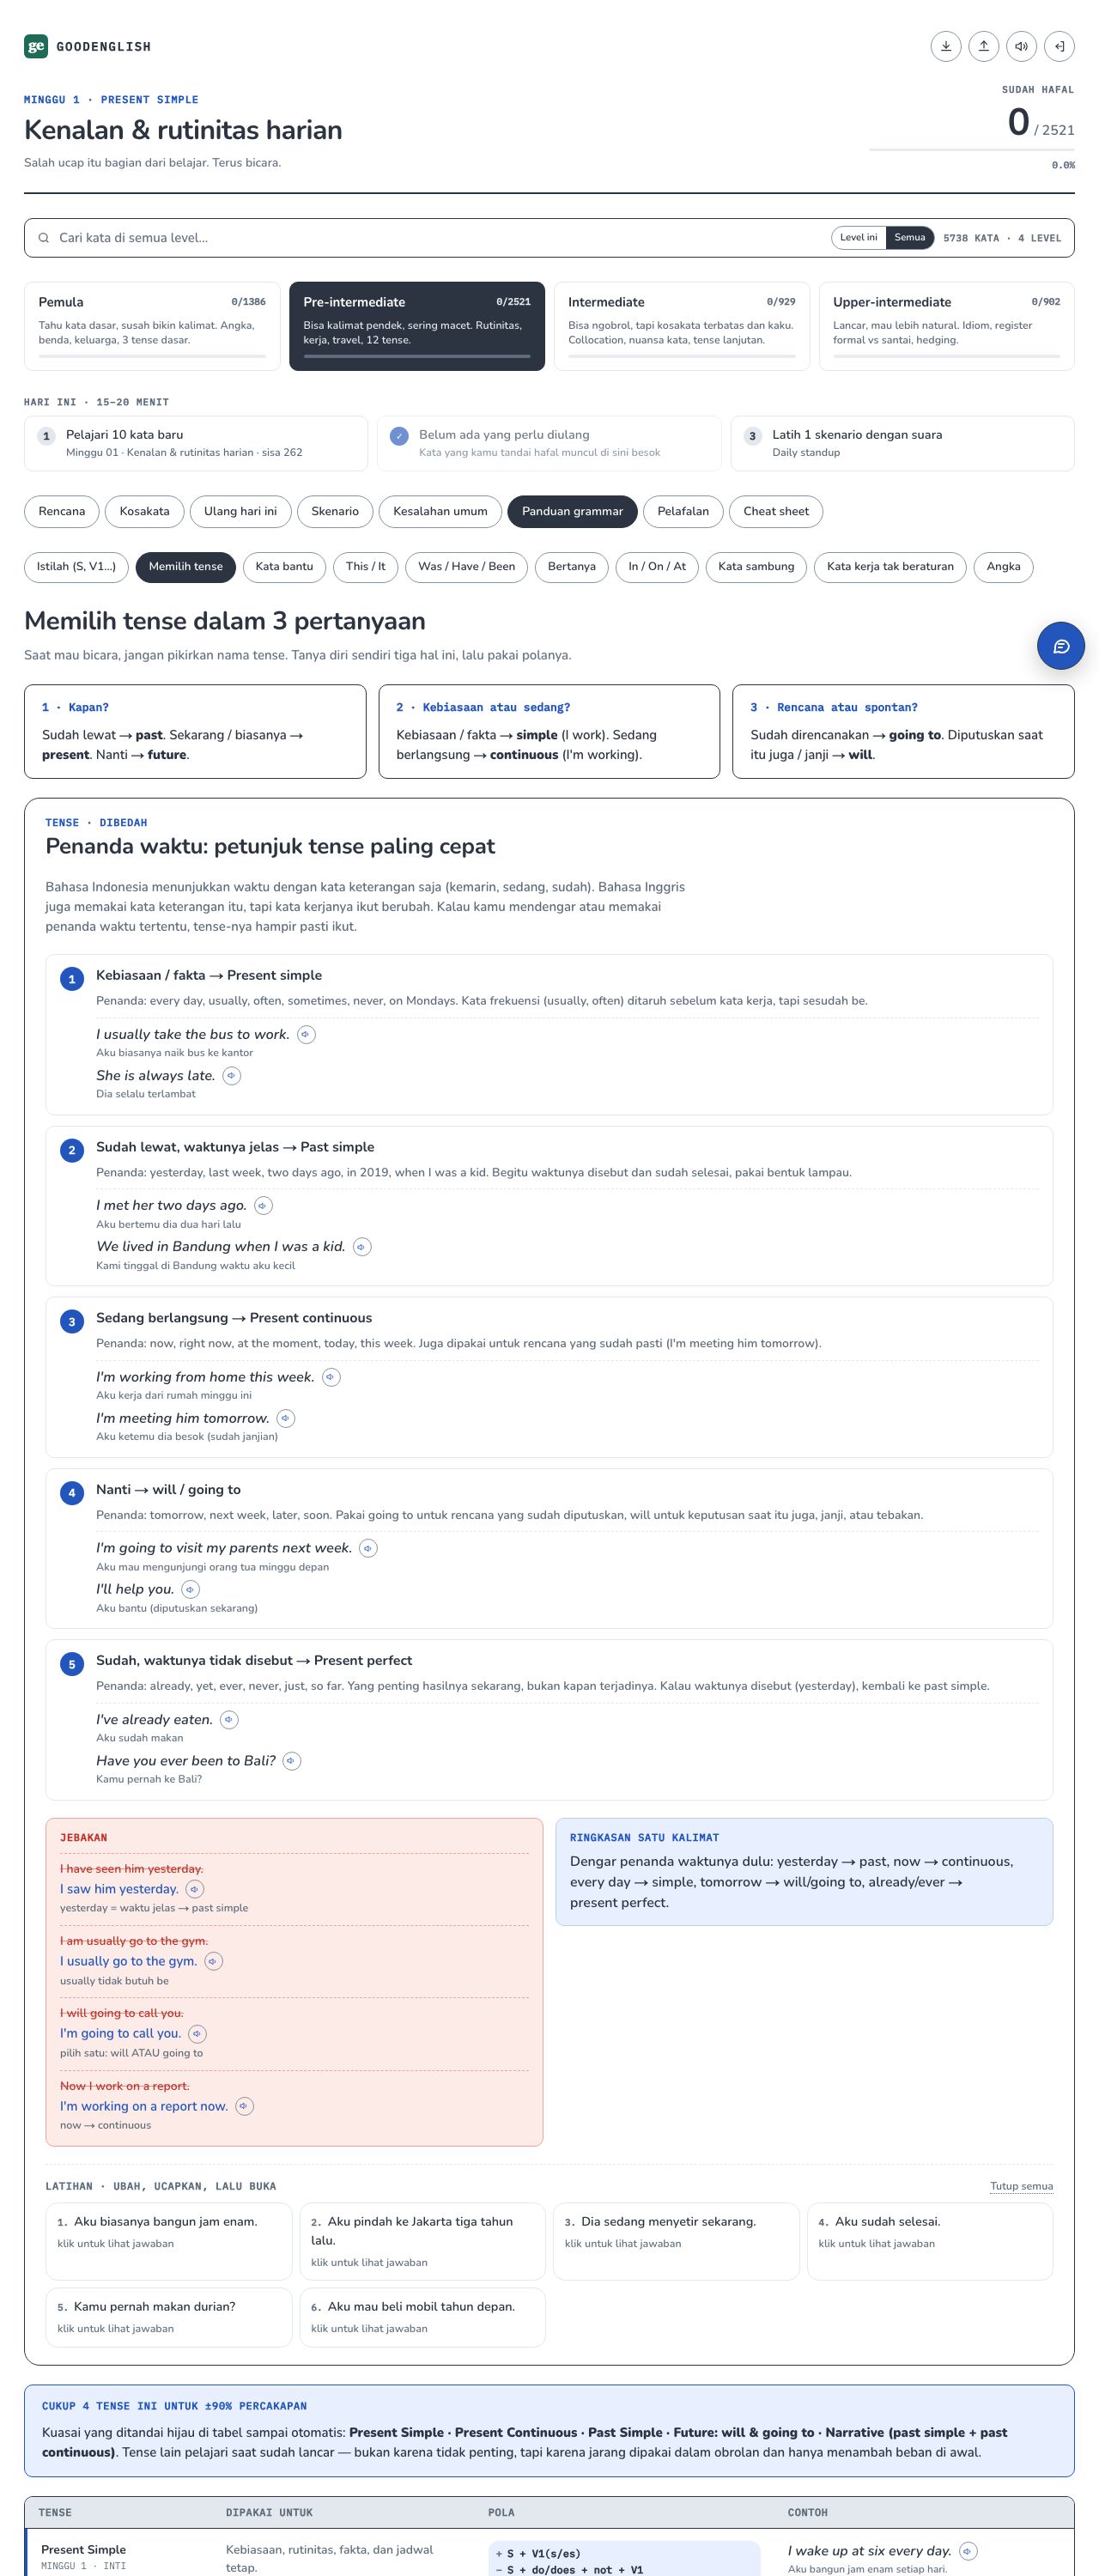 ge GOODENGLISH
MINGGU 1 · PRESENT SIMPLE
Kenalan & rutinitas harian
Salah ucap itu bagian dari belajar. Terus bicara.
SUDAH HAFAL
0 / 2521
0.0%
Cari kata di semua level...
Level ini Semua 5738 KATA · 4 LEVEL
Pemula 0/1386
Tahu kata dasar, susah bikin kalimat. Angka,
benda, keluarga, 3 tense dasar.
Pre-intermediate 0/2521
Bisa kalimat pendek, sering macet. Rutinitas,
kerja, travel, 12 tense.
Intermediate 0/929
Bisa ngobrol, tapi kosakata terbatas dan kaku.
Collocation, nuansa kata, tense lanjutan.
Upper-intermediate 0/902
Lancar, mau lebih natural. Idiom, register
formal vs santai, hedging.
HARI INI · 15–20 MENIT
1 Pelajari 10 kata baru
Minggu 01 · Kenalan & rutinitas harian · sisa 262
✓ Belum ada yang perlu diulang
Kata yang kamu tandai hafal muncul di sini besok
3 Latih 1 skenario dengan suara
Daily standup
Rencana Kosakata Ulang hari ini Skenario Kesalahan umum Panduan grammar Pelafalan Cheat sheet
Istilah (S, V1...) Memilih tense Kata bantu This / It Was / Have / Been Bertanya In / On / At Kata sambung Kata kerja tak beraturan Angka
Memilih tense dalam 3 pertanyaan
Saat mau bicara, jangan pikirkan nama tense. Tanya diri sendiri tiga hal ini, lalu pakai polanya.
1 · Kapan?
Sudah lewat → past. Sekarang / biasanya →
present. Nanti → future.
2 · Kebiasaan atau sedang?
Kebiasaan / fakta → simple (I work). Sedang
berlangsung → continuous (I'm working).
3 · Rencana atau spontan?
Sudah direncanakan → going to. Diputuskan saat
itu juga / janji → will.
TENSE · DIBEDAH
Penanda waktu: petunjuk tense paling cepat
Bahasa Indonesia menunjukkan waktu dengan kata keterangan saja (kemarin, sedang, sudah). Bahasa Inggris
juga memakai kata keterangan itu, tapi kata kerjanya ikut berubah. Kalau kamu mendengar atau memakai
penanda waktu tertentu, tense-nya hampir pasti ikut.
1 Kebiasaan / fakta → Present simple
Penanda: every day, usually, often, sometimes, never, on Mondays. Kata frekuensi (usually, often) ditaruh sebelum kata kerja, tapi sesudah be.
I usually take the bus to work.
Aku biasanya naik bus ke kantor
She is always late.
Dia selalu terlambat
2 Sudah lewat, waktunya jelas → Past simple
Penanda: yesterday, last week, two days ago, in 2019, when I was a kid. Begitu waktunya disebut dan sudah selesai, pakai bentuk lampau.
I met her two days ago.
Aku bertemu dia dua hari lalu
We lived in Bandung when I was a kid.
Kami tinggal di Bandung waktu aku kecil
3 Sedang berlangsung → Present continuous
Penanda: now, right now, at the moment, today, this week. Juga dipakai untuk rencana yang sudah pasti (I'm meeting him tomorrow).
I'm working from home this week.
Aku kerja dari rumah minggu ini
I'm meeting him tomorrow.
Aku ketemu dia besok (sudah janjian)
4 Nanti → will / going to
Penanda: tomorrow, next week, later, soon. Pakai going to untuk rencana yang sudah diputuskan, will untuk keputusan saat itu juga, janji, atau tebakan.
I'm going to visit my parents next week.
Aku mau mengunjungi orang tua minggu depan
I'll help you.
Aku bantu (diputuskan sekarang)
5 Sudah, waktunya tidak disebut → Present perfect
Penanda: already, yet, ever, never, just, so far. Yang penting hasilnya sekarang, bukan kapan terjadinya. Kalau waktunya disebut (yesterday), kembali ke past simple.
I've already eaten.
Aku sudah makan
Have you ever been to Bali?
Kamu pernah ke Bali?
JEBAKAN
I have seen him yesterday.
I saw him yesterday.
yesterday = waktu jelas → past simple
I am usually go to the gym.
I usually go to the gym.
usually tidak butuh be
I will going to call you.
I'm going to call you.
pilih satu: will ATAU going to
Now I work on a report.
I'm working on a report now.
now → continuous
RINGKASAN SATU KALIMAT
Dengar penanda waktunya dulu: yesterday → past, now → continuous,
every day → simple, tomorrow → will/going to, already/ever →
present perfect.
LATIHAN · UBAH, UCAPKAN, LALU BUKA Tutup semua
1. Aku biasanya bangun jam enam.
klik untuk lihat jawaban
2. Aku pindah ke Jakarta tiga tahun
lalu.
klik untuk lihat jawaban
3. Dia sedang menyetir sekarang.
klik untuk lihat jawaban
4. Aku sudah selesai.
klik untuk lihat jawaban
5. Kamu pernah makan durian?
klik untuk lihat jawaban
6. Aku mau beli mobil tahun depan.
klik untuk lihat jawaban
CUKUP 4 TENSE INI UNTUK ±90% PERCAKAPAN
Kuasai yang ditandai hijau di tabel sampai otomatis: Present Simple · Present Continuous · Past Simple · Future: will & going to · Narrative (past simple + past
continuous). Tense lain pelajari saat sudah lancar — bukan karena tidak penting, tapi karena jarang dipakai dalam obrolan dan hanya menambah beban di awal.
TENSE DIPAKAI UNTUK POLA CONTOH
Present Simple
MINGGU 1 · INTI
Kebiasaan, rutinitas, fakta, dan jadwal
tetap.
+ S + V1(s/es)
− S + do/does + not + V1
I wake up at six every day.
Aku bangun jam enam setiap hari.